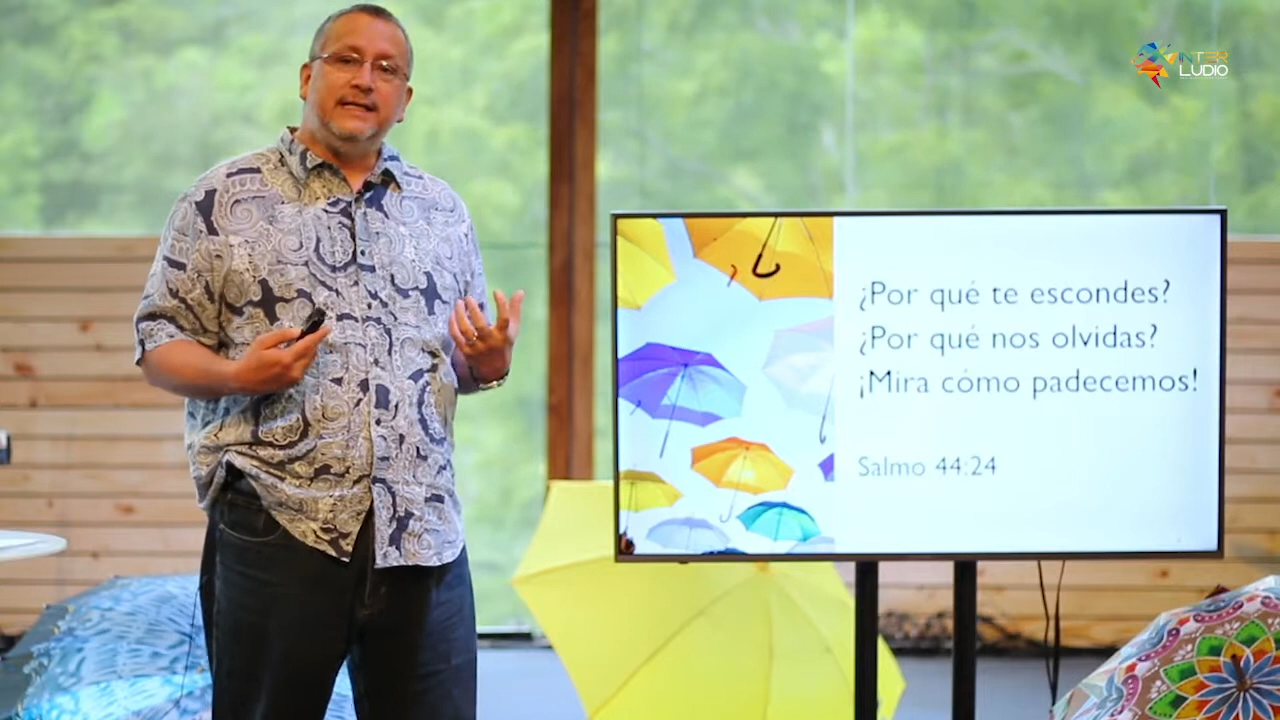 INTER
LUDIO
¿Por qué te escondes?
¿Por qué nos olvidas?
¡Mira cómo padecemos!
Salmo 44:24